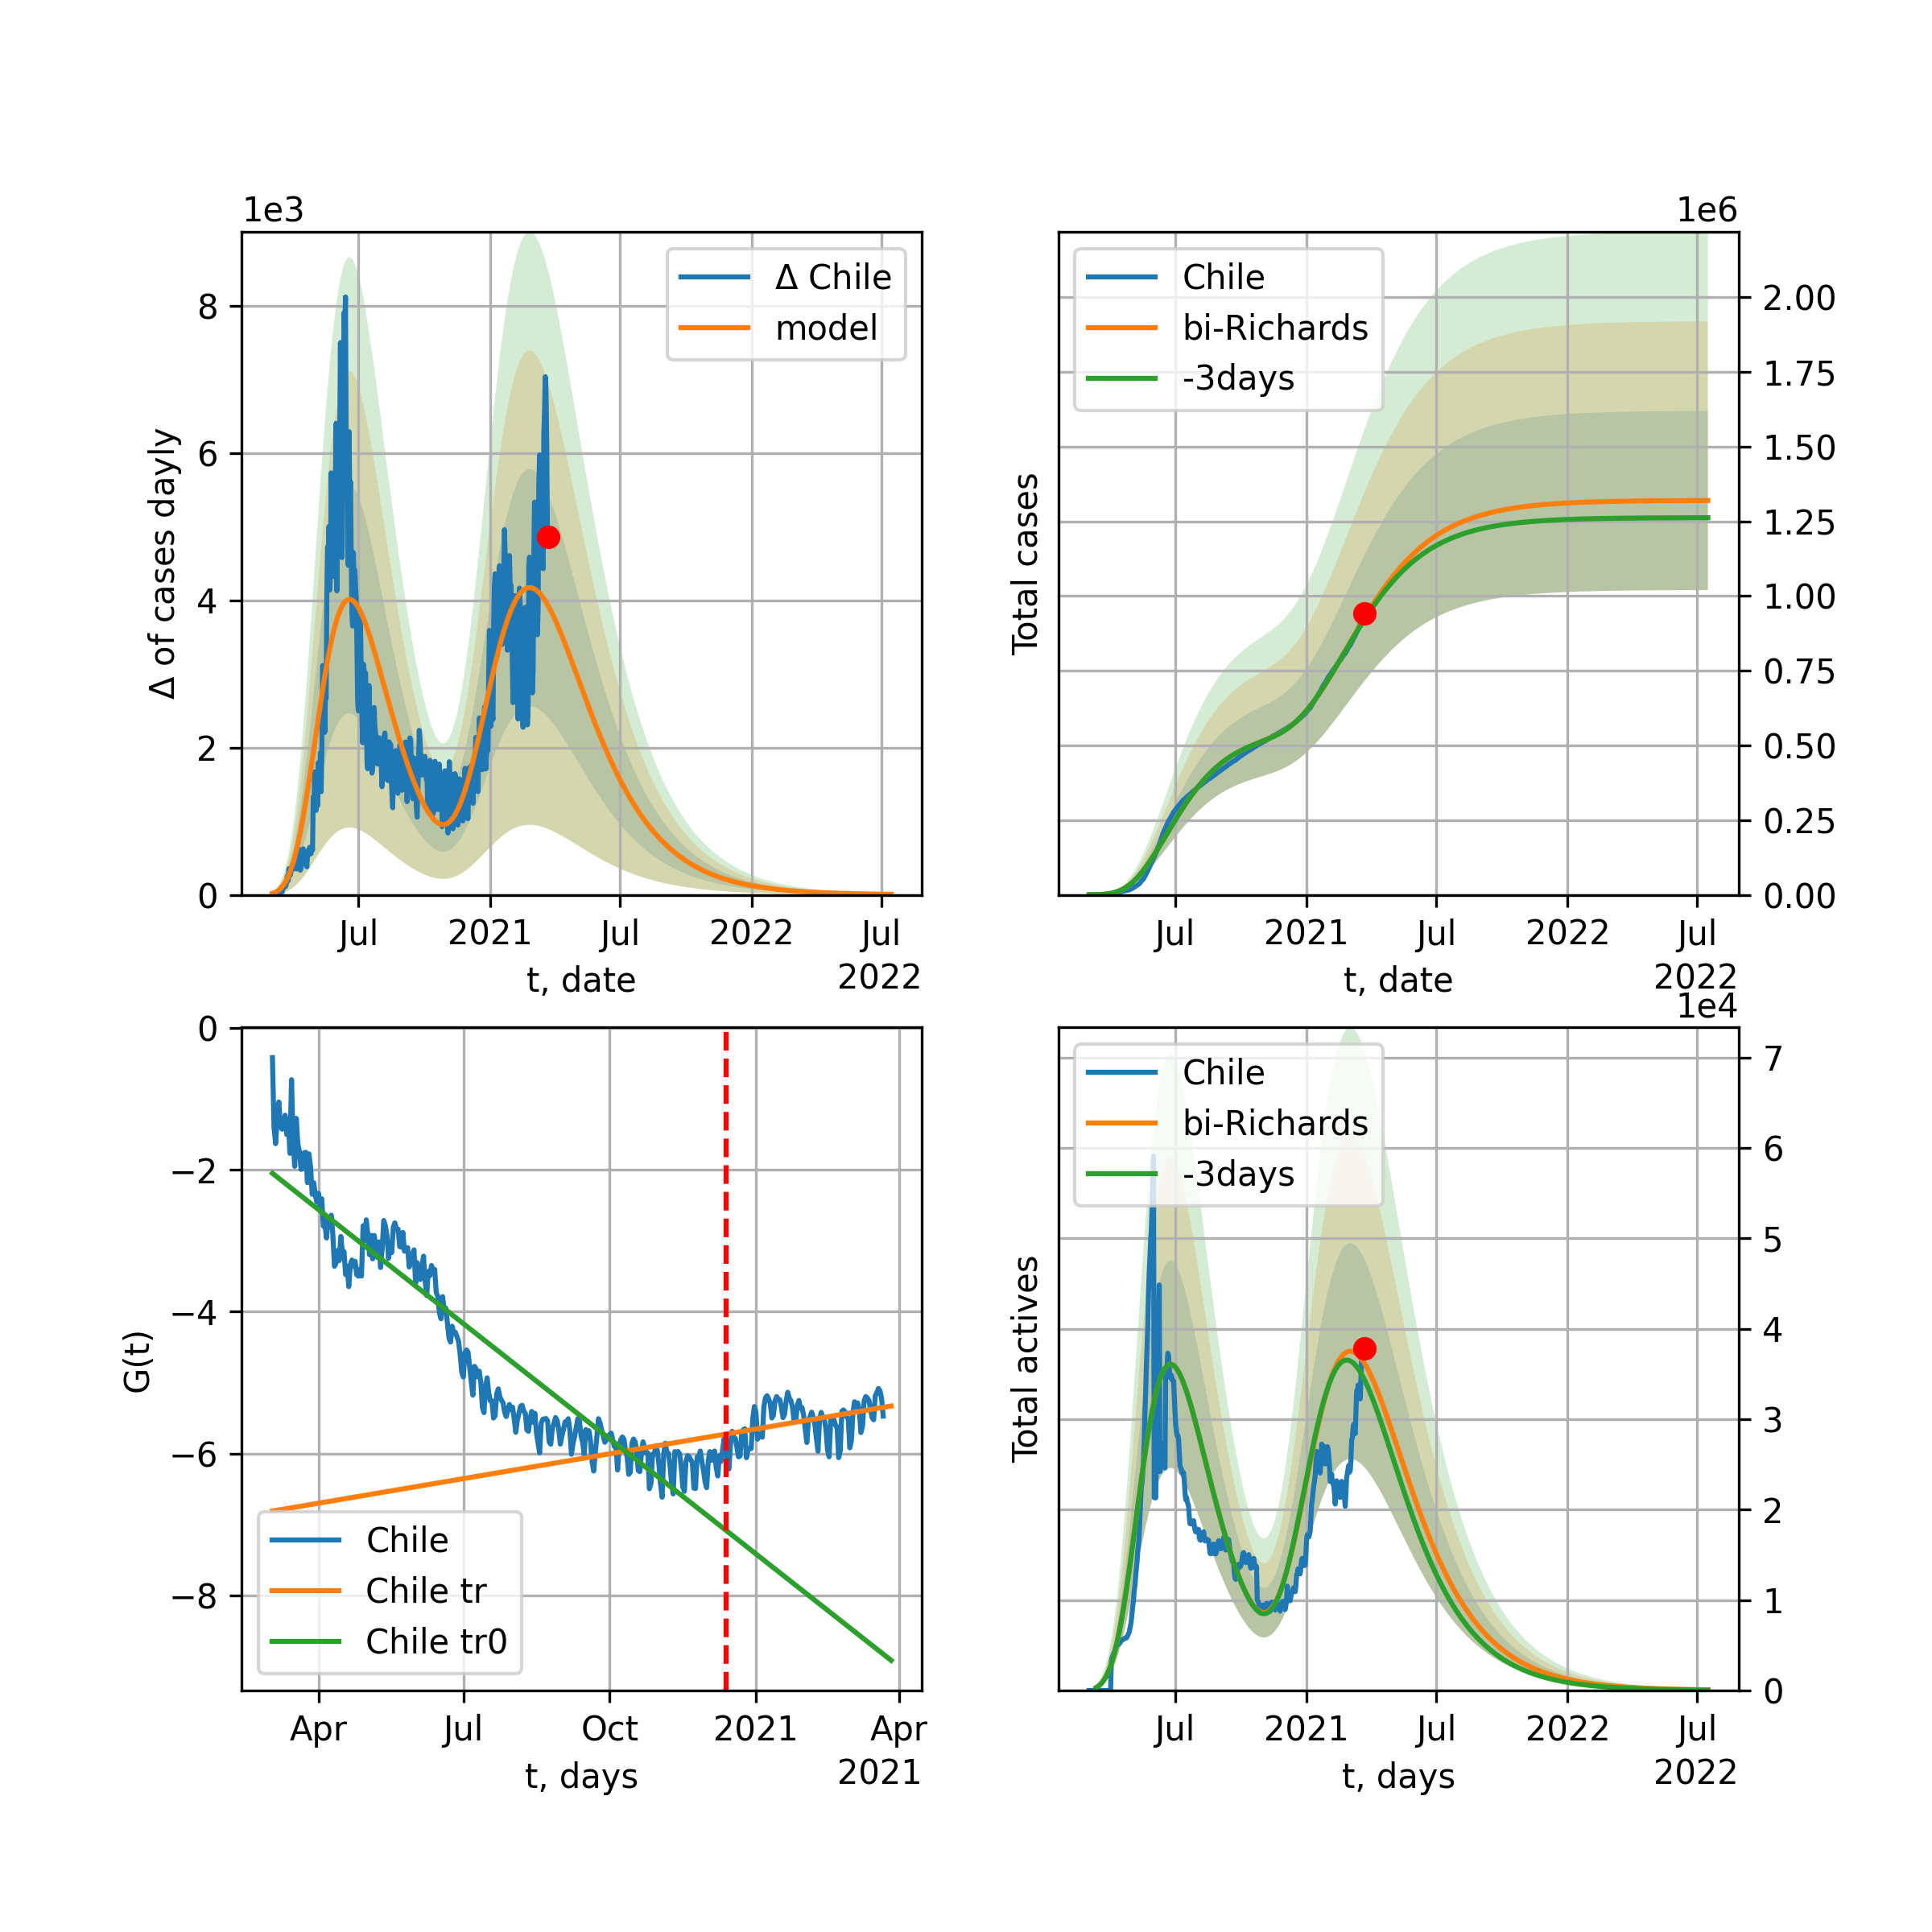 1e3
Δ of cases dayly
8
6
4
2
0
Δ Chile
model
Jul
2021
Jul
2022
Jul
2022
t, date
1e6
Total cases
Chile
bi-Richards
-3days
2.00
1.75
1.50
1.25
1.00
0.75
0.50
0.25
0.00
Jul
2021
Jul
2022
Jul
2022
t, date
G(t)
0
−2
−4
−6
−8
Chile
Chile tr
Chile tr0
Apr
Jul
Oct
2021
Apr
2021
t, days
1e4
Total actives
Chile
bi-Richards
-3days
7
6
5
4
3
2
1
0
Jul
2021
Jul
2022
Jul
2022
t, days